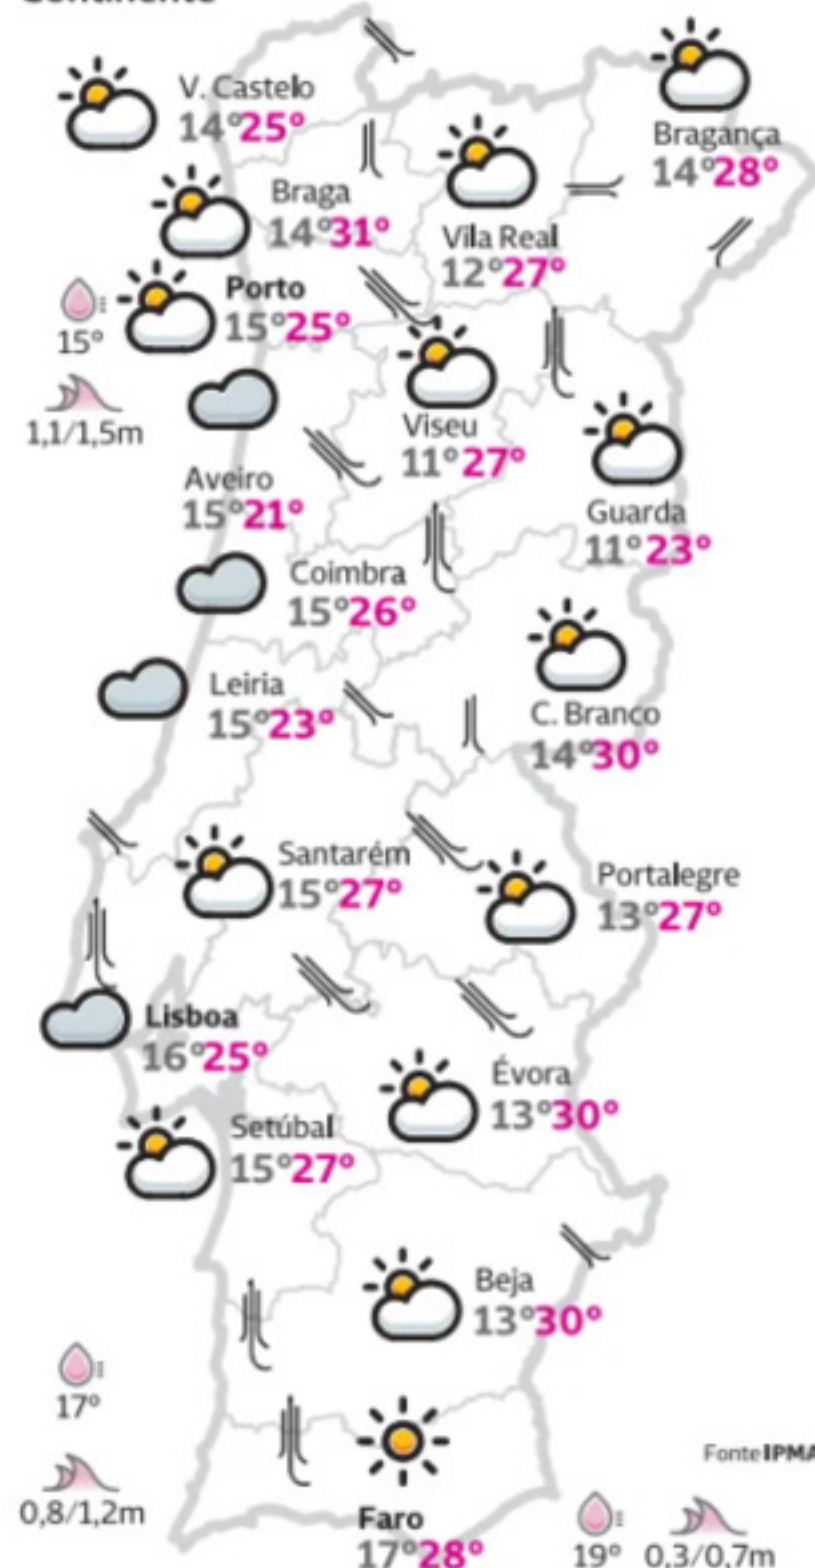 Continente
V. Castelo
14° 25°
Bragança
14° 28°
Braga
14° 31°
Vila Real
12° 27°
Porto
15° 25°
15°
1,1/1,5m
Viseu
11° 27°
Aveiro
15° 21°
Guarda
11° 23°
Coimbra
15° 26°
Leiria
15° 23°
C. Branco
14° 30°
Santarém
15° 27°
Portalegre
13° 27°
Lisboa
16° 25°
Évora
13° 30°
Setúbal
15° 27°
Beja
13° 30°
17°
0,8/1,2m
Fonte IPMA
Faro
17° 28°
19° 0,3/0,7m